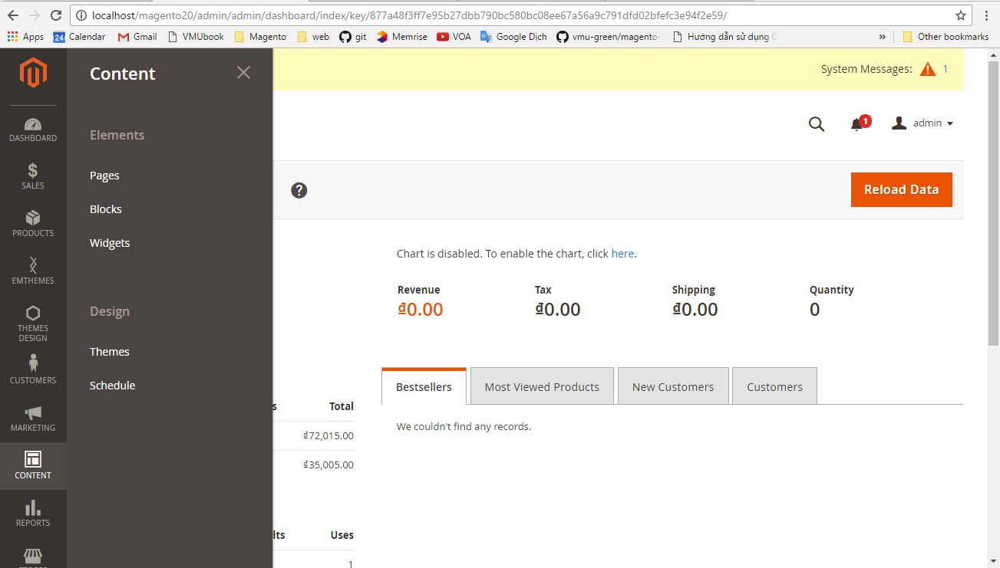 localhost/magento20/admin/admin/dashboard/index/key/877a48f3ff7e95b27dbb790bc580bc08ee67a56a9c791dfd02bfefc3e94f2e59/
Apps 24 Calendar Gmail VMUbook Magento web git Memrise VOA Google Dịch vmu-green/magento- Hướng dẫn sử dụng » Other bookmarks
Content
System Messages: 1
DASHBOARD
SALES
PRODUCTS
EMTHEMES
THEMES
DESIGN
CUSTOMERS
MARKETING
CONTENT
REPORTS
Elements
Pages
Blocks
Widgets
Design
Themes
Schedule
1 admin
?
Reload Data
Chart is disabled. To enable the chart, click here.
Revenue Tax Shipping Quantity
₫0.00 ₫0.00 ₫0.00 0
Bestsellers Most Viewed Products New Customers Customers
We couldn't find any records.
s Total
₫72,015.00
₫35,005.00
lts Uses
1